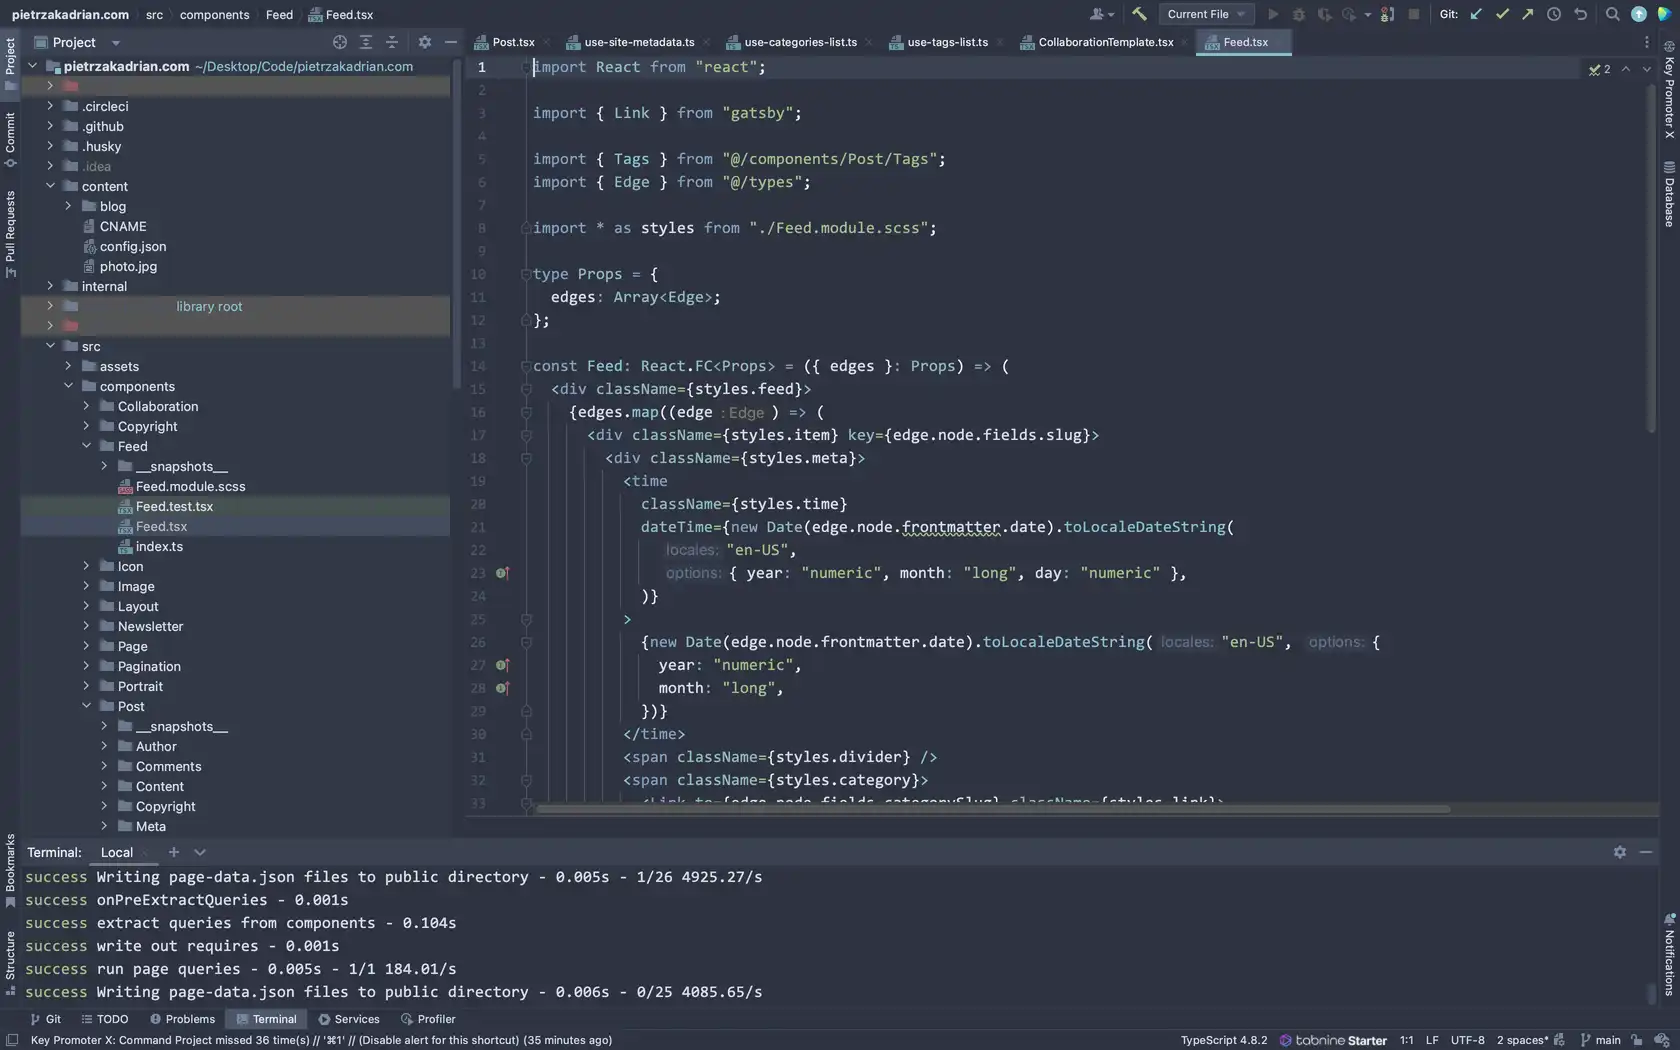 pietrzakadrian.com src components Feed Feed.tsx
Current File
Git:
Project
Post.tsx use-site-metadata.ts use-categories-list.ts use-tags-list.ts CollaborationTemplate.tsx Feed.tsx
Project
Commit
Pull Requests
Bookmarks
Structure
Key Promoter X
Database
Notifications
pietrzakadrian.com ~/Desktop/Code/pietrzakadrian.com
.circleci
.github
.husky
.idea
content
blog
CNAME
config.json
photo.jpg
internal
library root
src
assets
components
Collaboration
Copyright
Feed
__snapshots__
Feed.module.scss
Feed.test.tsx
Feed.tsx
index.ts
Icon
Image
Layout
Newsletter
Page
Pagination
Portrait
Post
__snapshots__
Author
Comments
Content
Copyright
Meta
2
1 import React from "react";
2
3 import { Link } from "gatsby";
4
5 import { Tags } from "@/components/Post/Tags";
6 import { Edge } from "@/types";
7
8 import * as styles from "./Feed.module.scss";
9
10 type Props = {
11 edges: Array<Edge>;
12 };
13
14 const Feed: React.FC<Props> = ({ edges }: Props) => (
15 <div className={styles.feed}>
16 {edges.map((edge : Edge ) => (
17 <div className={styles.item} key={edge.node.fields.slug}>
18 <div className={styles.meta}>
19 <time
20 className={styles.time}
21 dateTime={new Date(edge.node.frontmatter.date).toLocaleDateString(
22 locales: "en-US",
23 options: { year: "numeric", month: "long", day: "numeric" },
24 )}
25 >
26 {new Date(edge.node.frontmatter.date).toLocaleDateString( locales: "en-US", options: {
27 year: "numeric",
28 month: "long",
29 })}
30 </time>
31 <span className={styles.divider} />
32 <span className={styles.category}>
33 <Link to={edge.node.fields.categorySlug} className={styles.link}>
Terminal: Local
success Writing page-data.json files to public directory - 0.005s - 1/26 4925.27/s
success onPreExtractQueries - 0.001s
success extract queries from components - 0.104s
success write out requires - 0.001s
success run page queries - 0.005s - 1/1 184.01/s
success Writing page-data.json files to public directory - 0.006s - 0/25 4085.65/s
Git TODO Problems Terminal Services Profiler
Key Promoter X: Command Project missed 36 time(s) // '⌘1' // (Disable alert for this shortcut) (35 minutes ago)
TypeScript 4.8.2 tabnine Starter 1:1 LF UTF-8 2 spaces* main